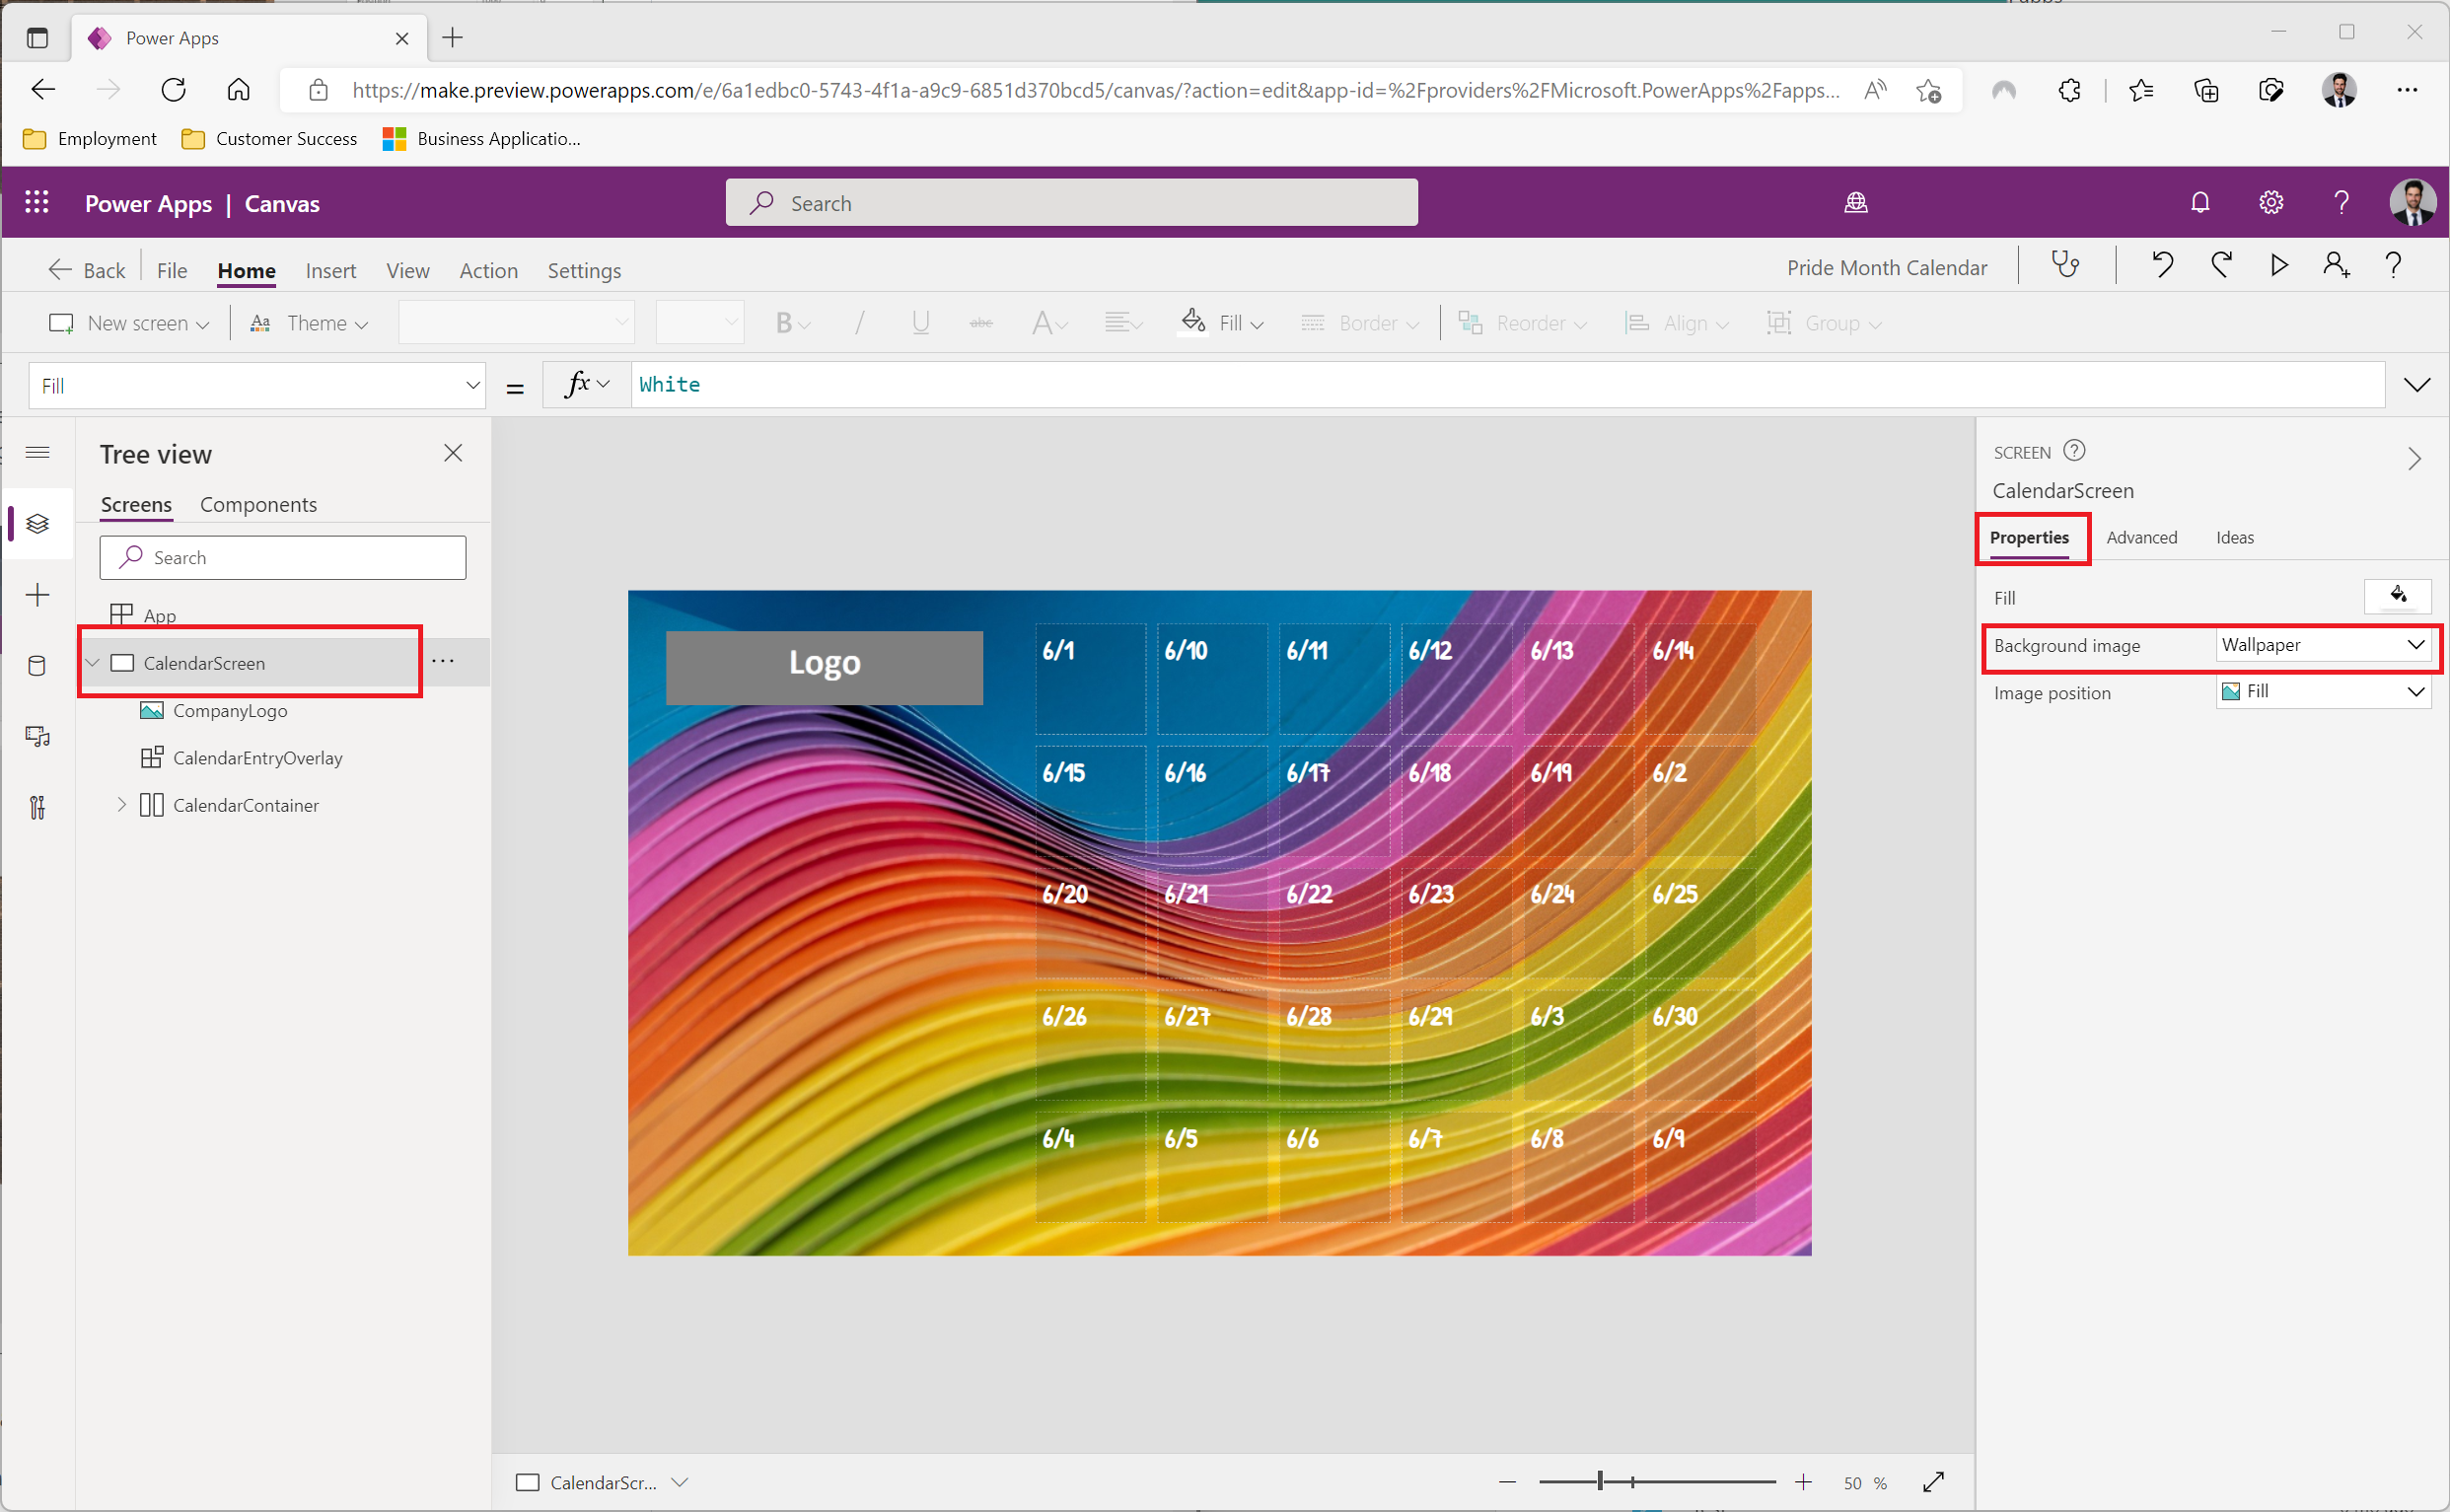 Power Apps
https://make.preview.powerapps.com/e/6a1edbc0-5743-4f1a-a9c9-6851d370bcd5/canvas/?action=edit&app-id=%2Fproviders%2FMicrosoft.PowerApps%2Fapps...
Employment Customer Success Business Applicatio...
Power Apps | Canvas Search
Back File Home Insert View Action Settings Pride Month Calendar
New screen Aa Theme B / U abc A Fill Border Reorder Align Group
Fill = fx White
Tree view
Screens Components
Search
App
CalendarScreen ...
CompanyLogo
CalendarEntryOverlay
CalendarContainer
Logo
6/1 6/10 6/11 6/12 6/13 6/14
6/15 6/16 6/17 6/18 6/19 6/2
6/20 6/21 6/22 6/23 6/24 6/25
6/26 6/27 6/28 6/29 6/3 6/30
6/4 6/5 6/6 6/7 6/8 6/9
SCREEN
CalendarScreen
Properties Advanced Ideas
Fill
Background image Wallpaper
Image position Fill
CalendarScr... 50 %